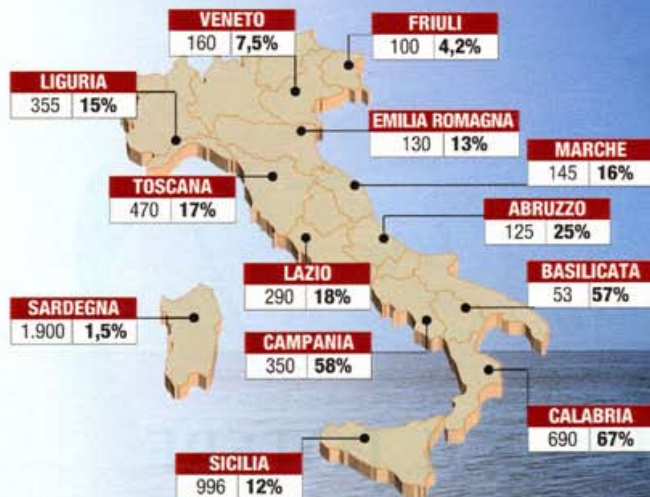 VENETO
160 7,5%
FRIULI
100 4,2%
LIGURIA
355 15%
EMILIA ROMAGNA
130 13%
MARCHE
145 16%
TOSCANA
470 17%
ABRUZZO
125 25%
LAZIO
290 18%
BASILICATA
53 57%
SARDEGNA
1.900 1,5%
CAMPANIA
350 58%
CALABRIA
690 67%
SICILIA
996 12%